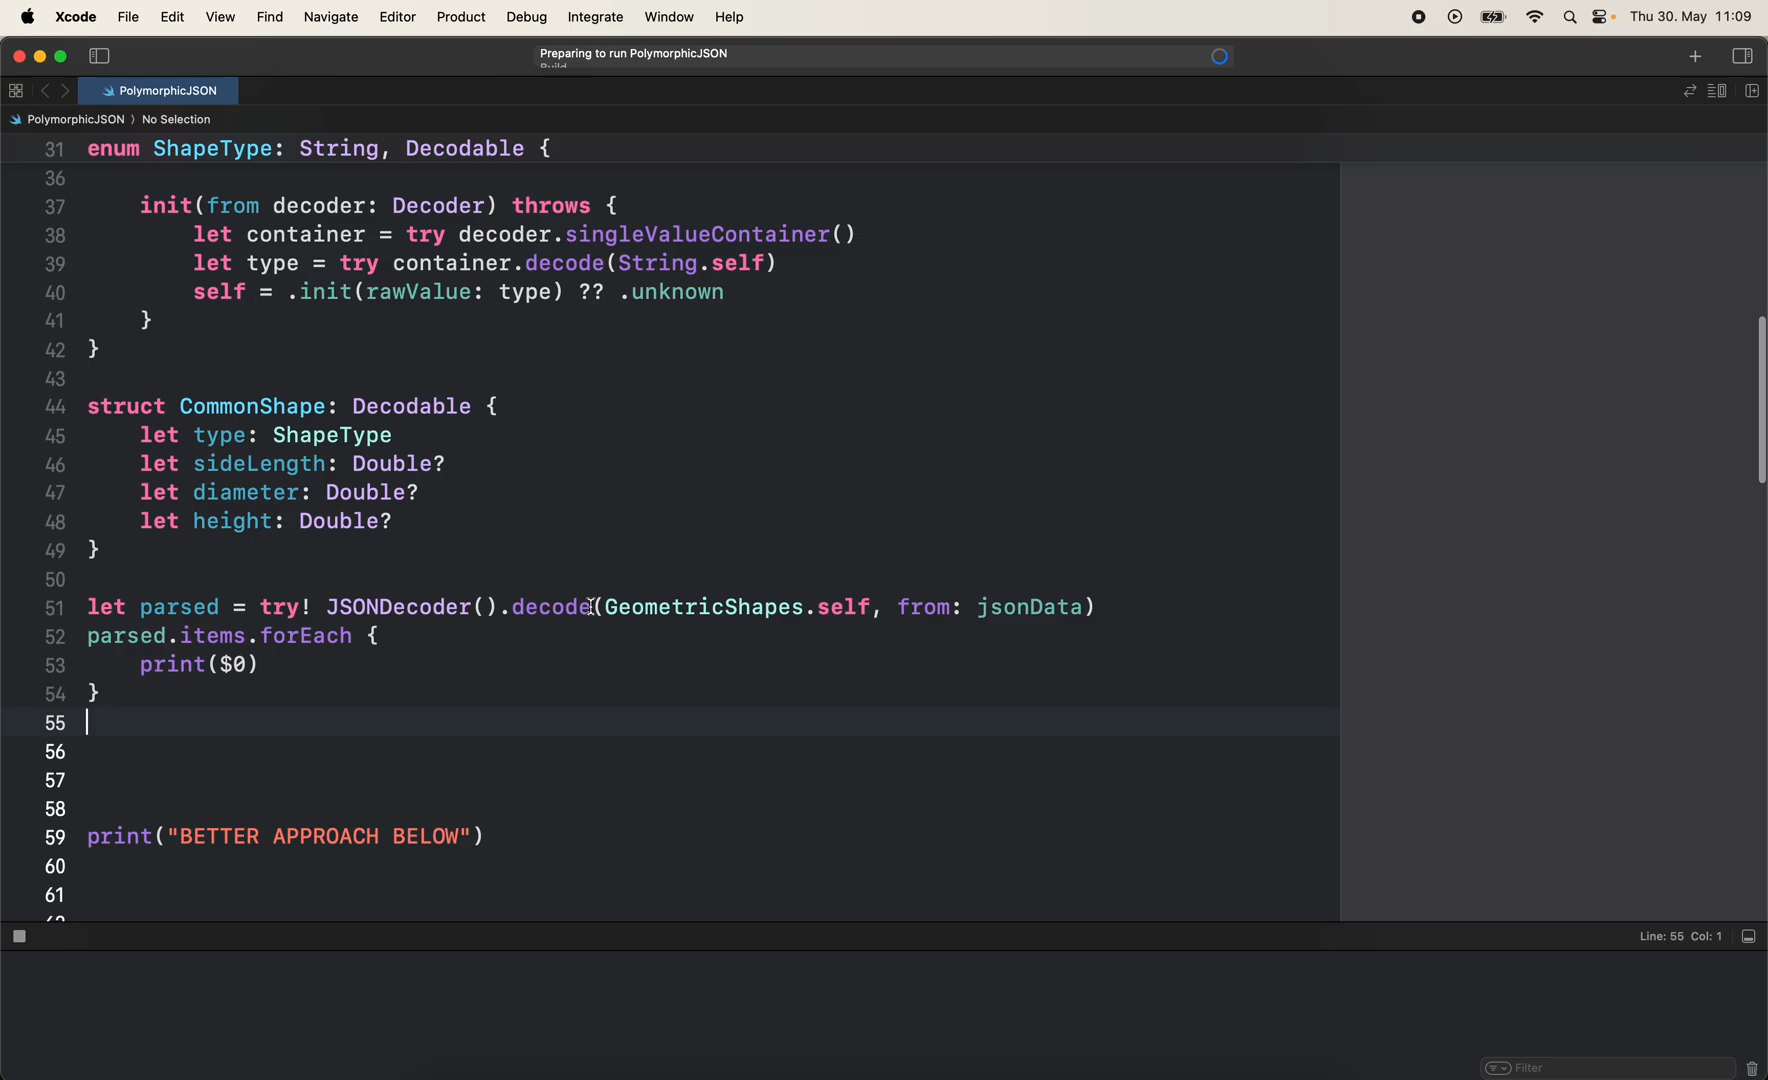 Xcode File Edit View Find Navigate Editor Product Debug Integrate Window Help Thu 30. May 11:09
Preparing to run PolymorphicJSON
Build
PolymorphicJSON
PolymorphicJSON 〉 No Selection
31 enum ShapeType: String, Decodable {
36
37 init(from decoder: Decoder) throws {
38 let container = try decoder.singleValueContainer()
39 let type = try container.decode(String.self)
40 self = .init(rawValue: type) ?? .unknown
41 }
42 }
43
44 struct CommonShape: Decodable {
45 let type: ShapeType
46 let sideLength: Double?
47 let diameter: Double?
48 let height: Double?
49 }
50
51 let parsed = try! JSONDecoder().decode(GeometricShapes.self, from: jsonData)
52 parsed.items.forEach {
53 print($0)
54 }
55
56
57
58
59 print("BETTER APPROACH BELOW")
60
61
Line: 55 Col: 1
Filter